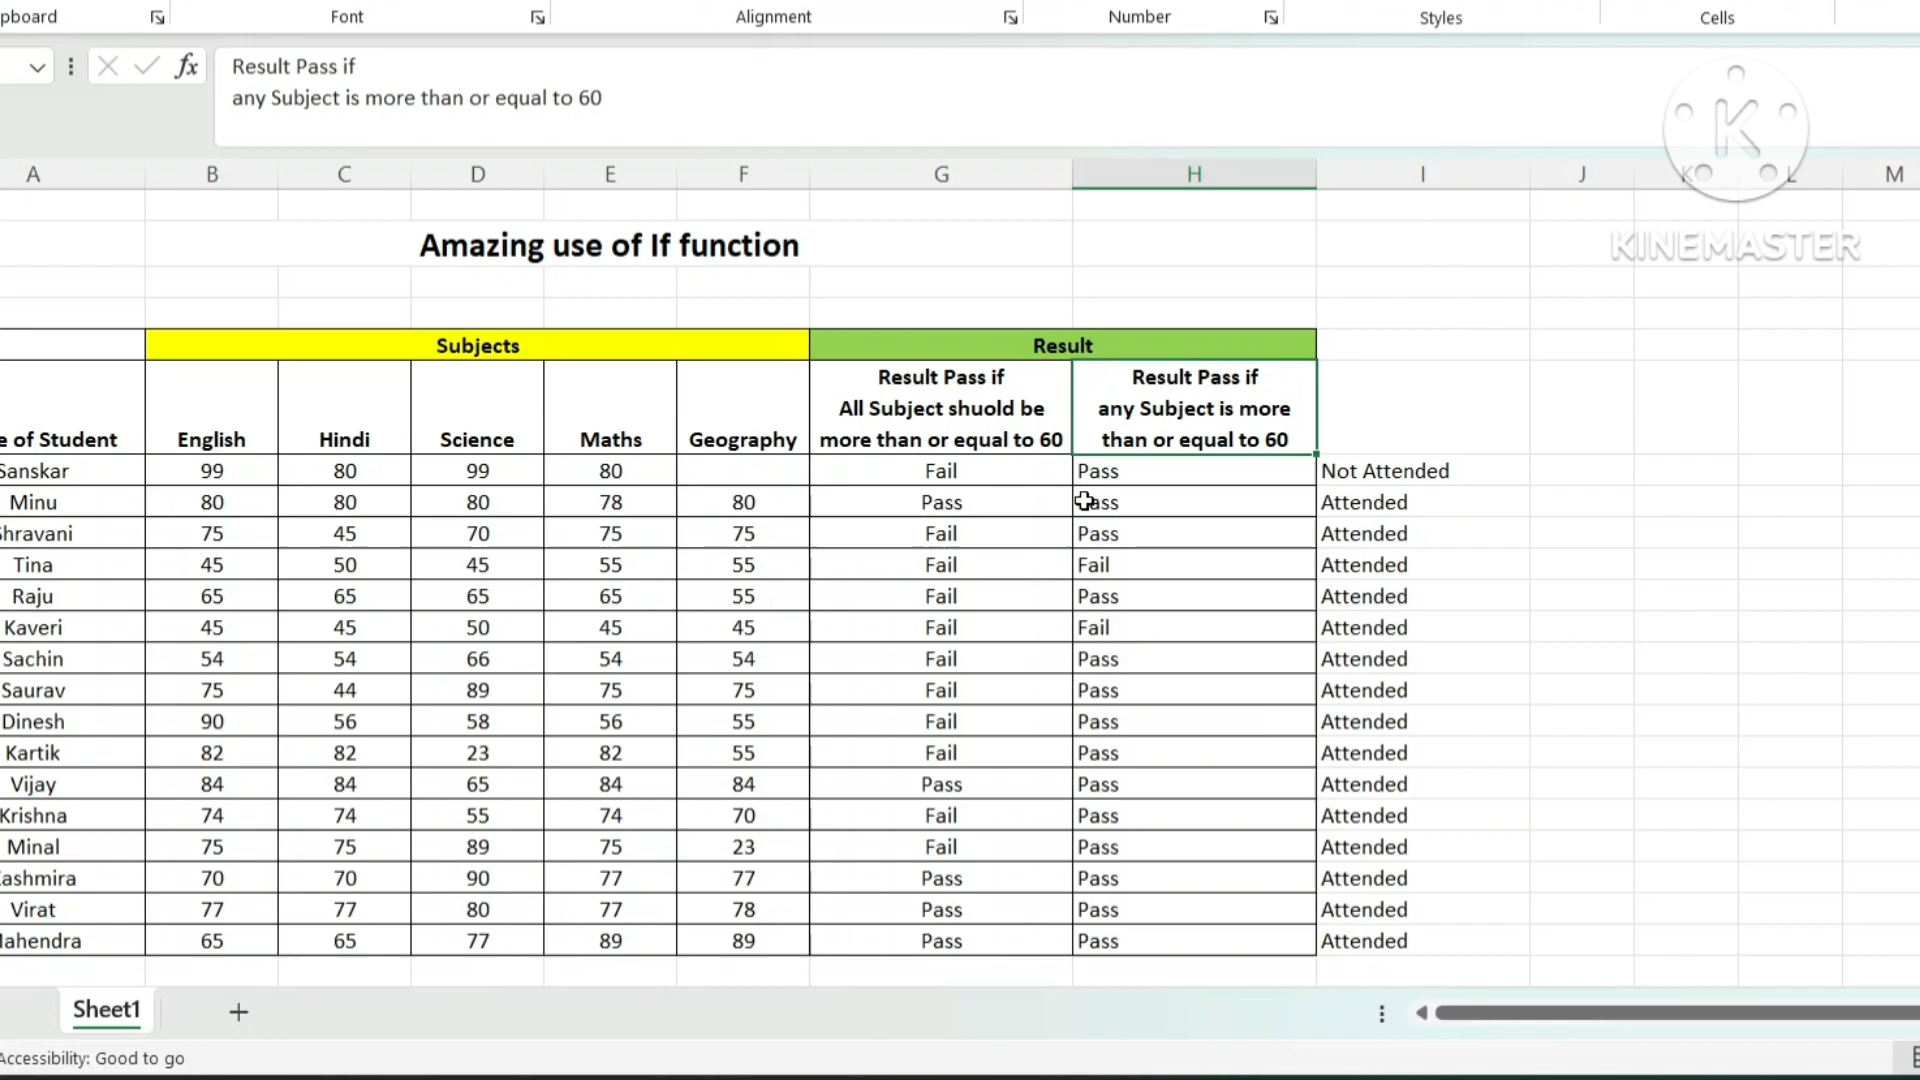 pboard Font Alignment Number Styles Cells
fx Result Pass if
any Subject is more than or equal to 60
A B C D E F G H I J K L M
Amazing use of If function
KINEMASTER
Subjects Result
e of Student English Hindi Science Maths Geography Result Pass if All Subject shuold be more than or equal to 60 Result Pass if any Subject is more than or equal to 60
Sanskar 99 80 99 80 Fail Pass Not Attended
Minu 80 80 80 78 80 Pass Pass Attended
Shravani 75 45 70 75 75 Fail Pass Attended
Tina 45 50 45 55 55 Fail Fail Attended
Raju 65 65 65 65 55 Fail Pass Attended
Kaveri 45 45 50 45 45 Fail Fail Attended
Sachin 54 54 66 54 54 Fail Pass Attended
Saurav 75 44 89 75 75 Fail Pass Attended
Dinesh 90 56 58 56 55 Fail Pass Attended
Kartik 82 82 23 82 55 Fail Pass Attended
Vijay 84 84 65 84 84 Pass Pass Attended
Krishna 74 74 55 74 70 Fail Pass Attended
Minal 75 75 89 75 23 Fail Pass Attended
ashmira 70 70 90 77 77 Pass Pass Attended
Virat 77 77 80 77 78 Pass Pass Attended
Mahendra 65 65 77 89 89 Pass Pass Attended
Sheet1
Accessibility: Good to go